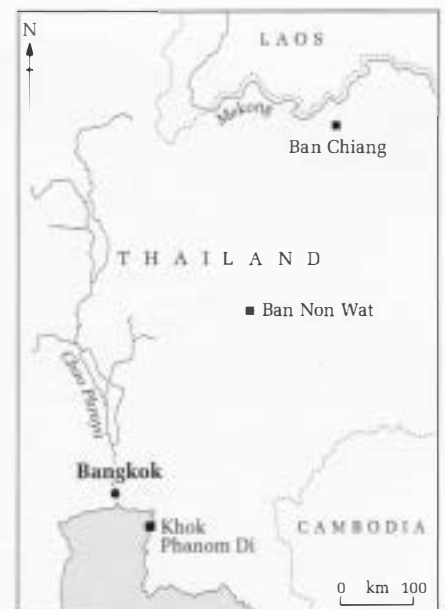 N
LAOS
Mekong
Ban Chiang
THAILAND
Ban Non Wat
Chao Phraya
Bangkok
Khok
Phanom Di
CAMBODIA
0 km 100